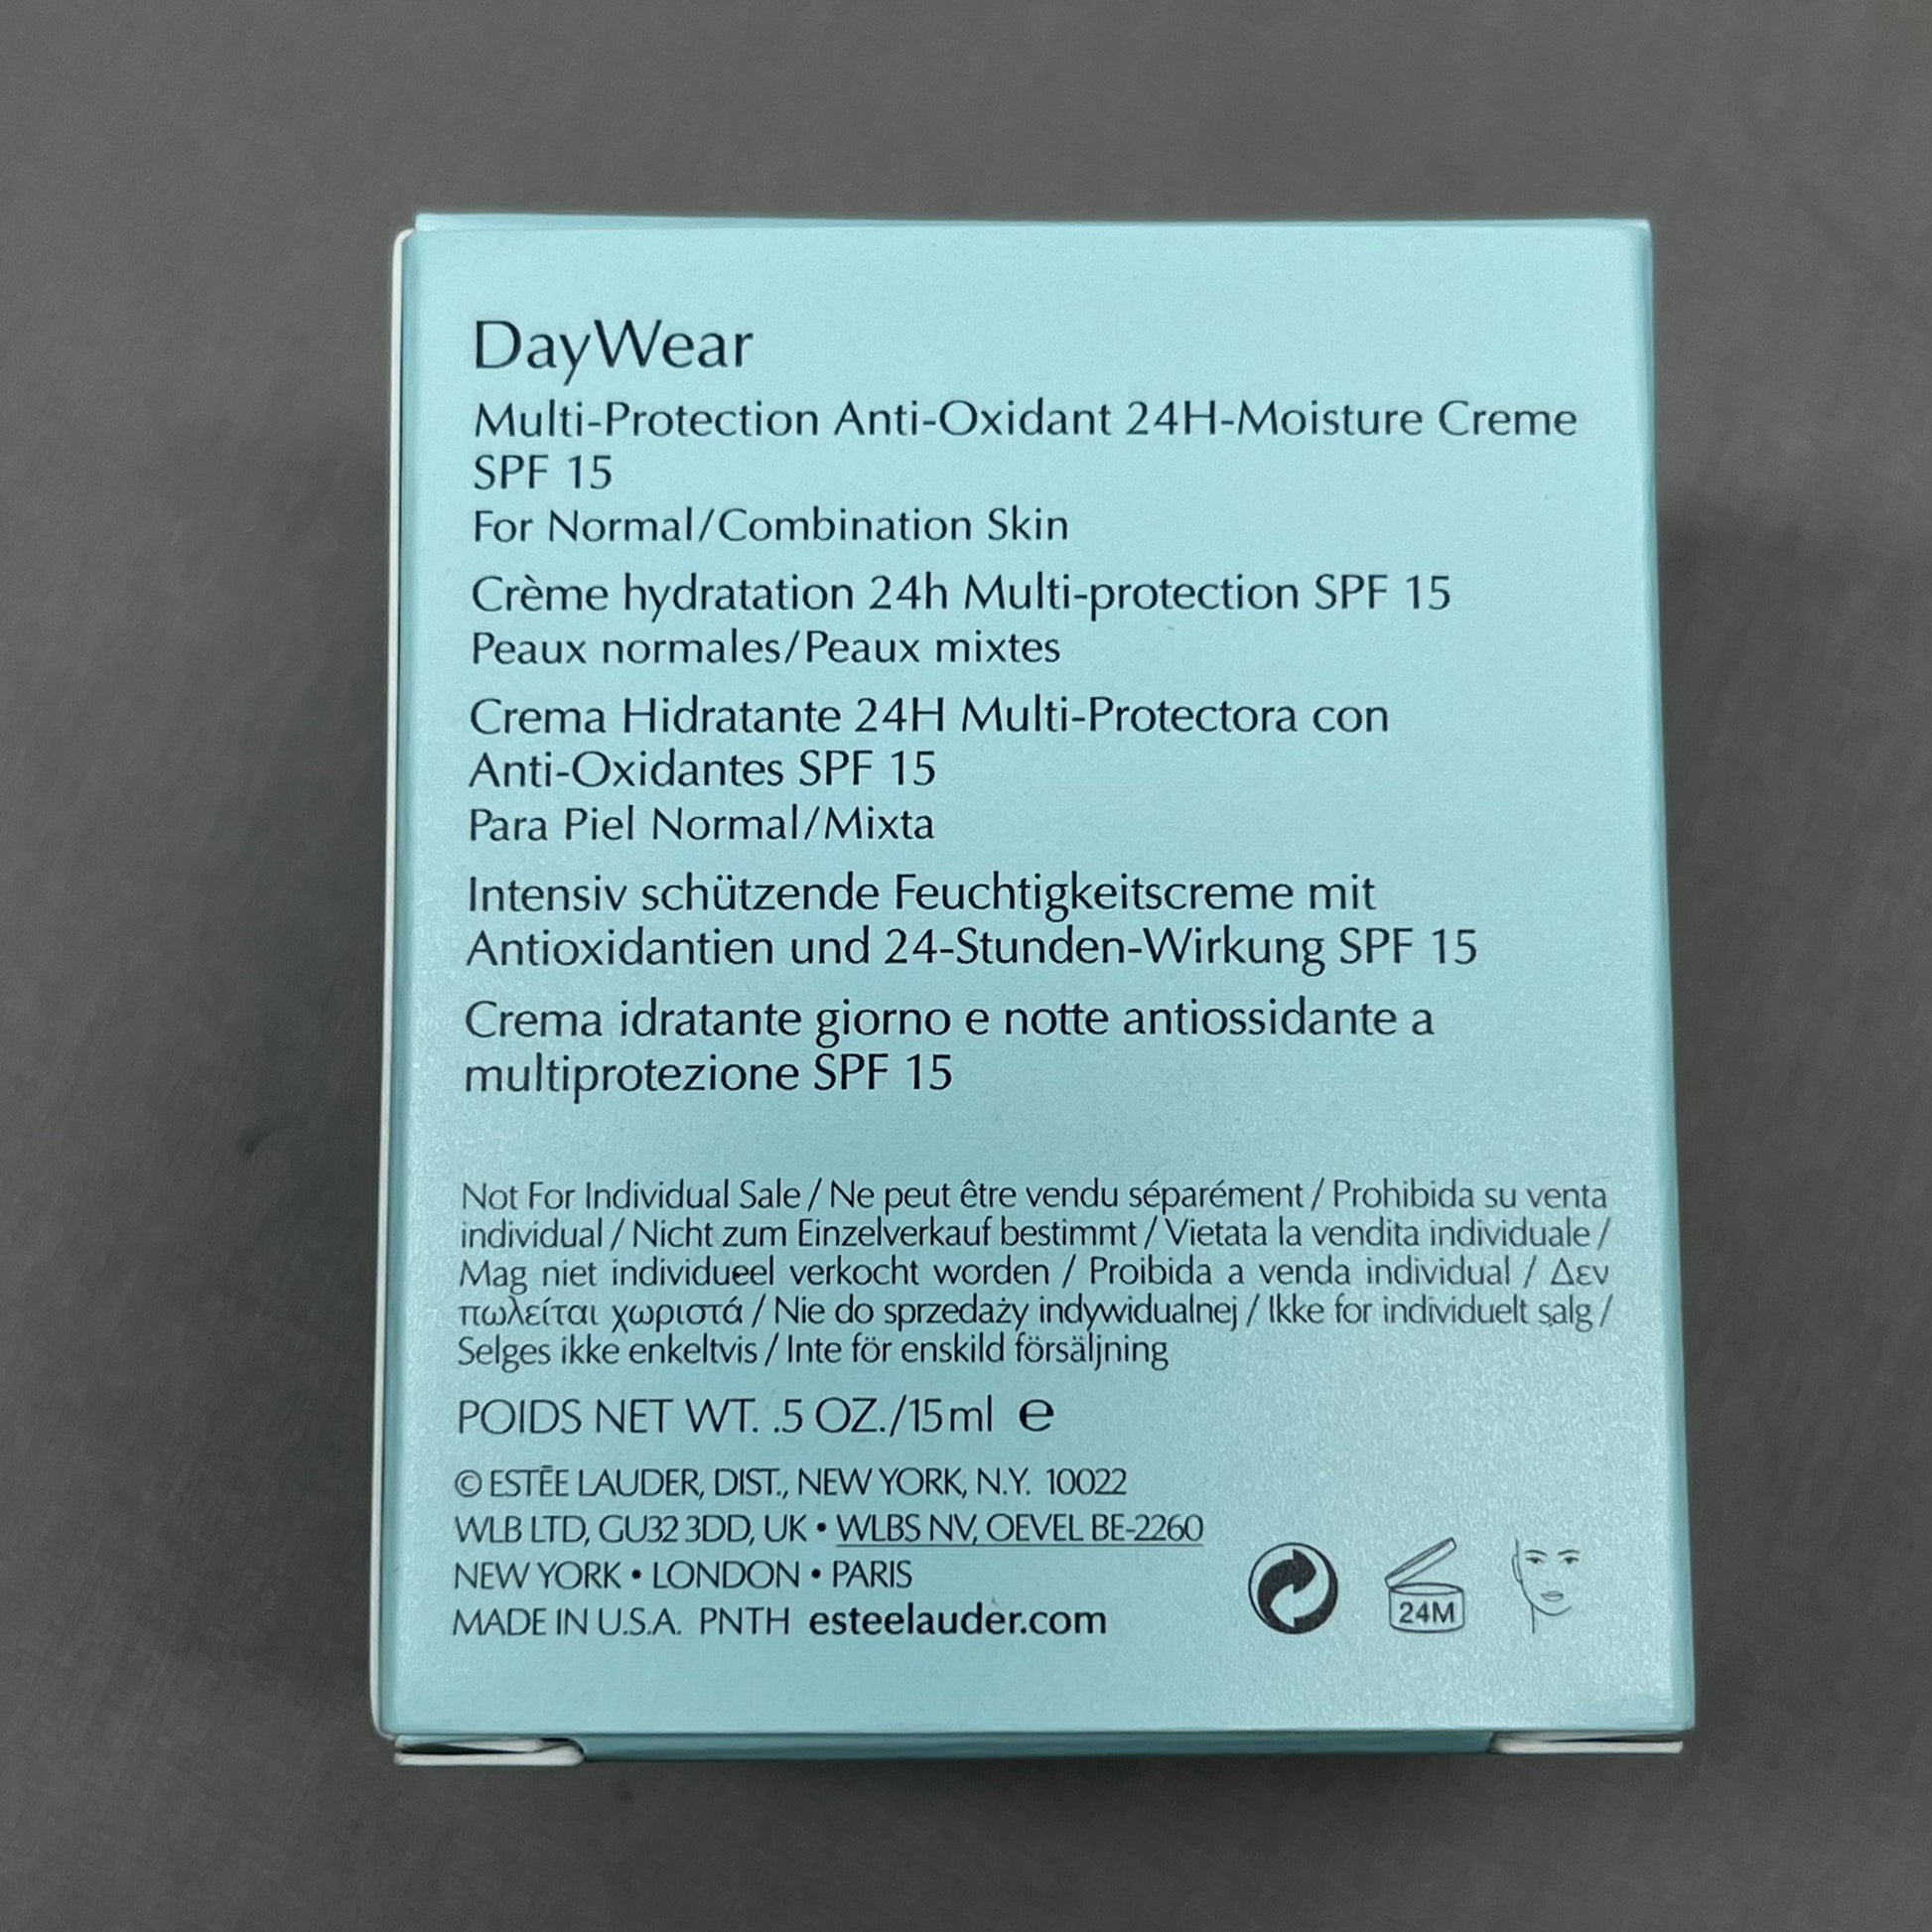 DayWear
Multi-Protection Anti-Oxidant 24H-Moisture Creme
SPF 15
For Normal/Combination Skin
Crème hydratation 24h Multi-protection SPF 15
Peaux normales/Peaux mixtes
Crema Hidratante 24H Multi-Protectora con
Anti-Oxidantes SPF 15
Para Piel Normal/Mixta
Intensiv schützende Feuchtigkeitscreme mit
Antioxidantien und 24-Stunden-Wirkung SPF 15
Crema idratante giorno e notte antiossidante a
multiprotezione SPF 15
Not For Individual Sale / Ne peut être vendu séparément / Prohibida su venta
individual / Nicht zum Einzelverkauf bestimmt / Vietata la vendita individuale /
Mag niet individueel verkocht worden / Proibida a venda individual / Δεν
πωλείται χωριστά / Nie do sprzedaży indywidualnej / Ikke for individuelt salg /
Selges ikke enkeltvis / Inte för enskild försäljning
POIDS NET WT. .5 OZ./15ml ℮
© ESTĒE LAUDER, DIST., NEW YORK, N.Y. 10022
WLB LTD, GU32 3DD, UK • WLBS NV, OEVEL BE-2260
NEW YORK • LONDON • PARIS
MADE IN U.S.A. PNTH esteelauder.com
24M